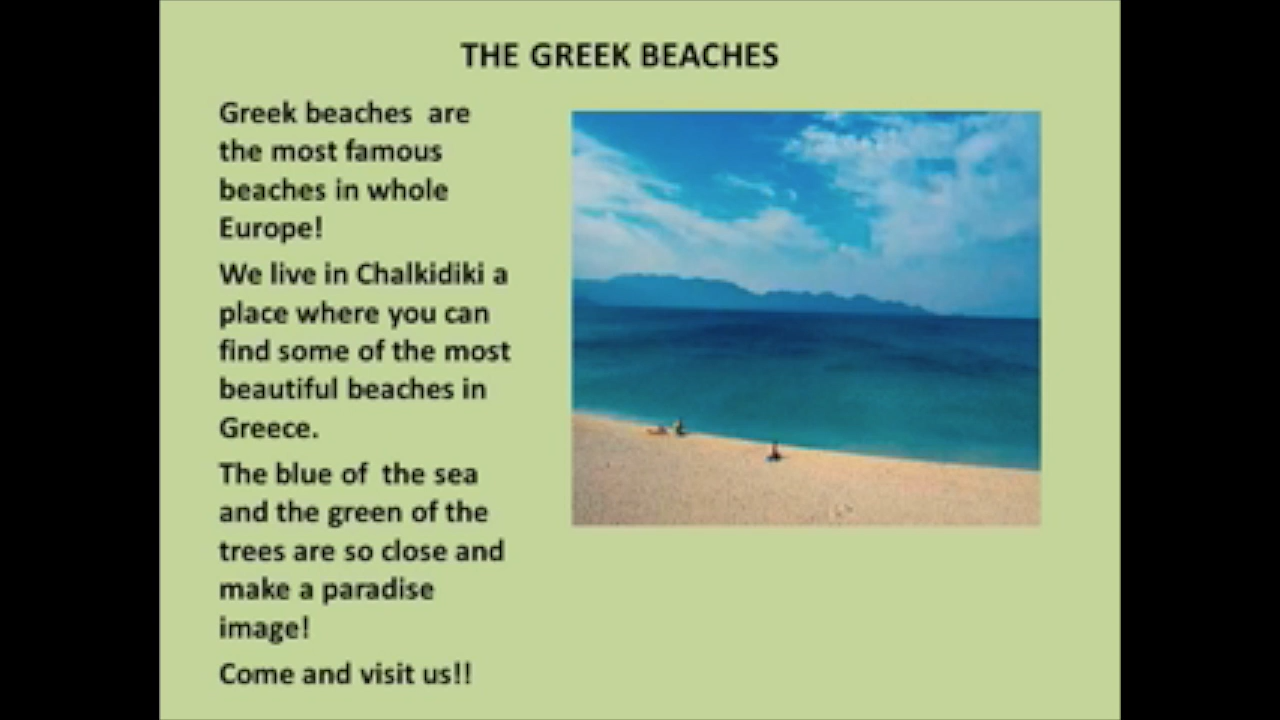 THE GREEK BEACHES
Greek beaches  are
the most famous
beaches in whole
Europe!
We live in Chalkidiki a
place where you can
find some of the most
beautiful beaches in
Greece.
The blue of  the sea
and the green of the
trees are so close and
make a paradise
image!
Come and visit us!!